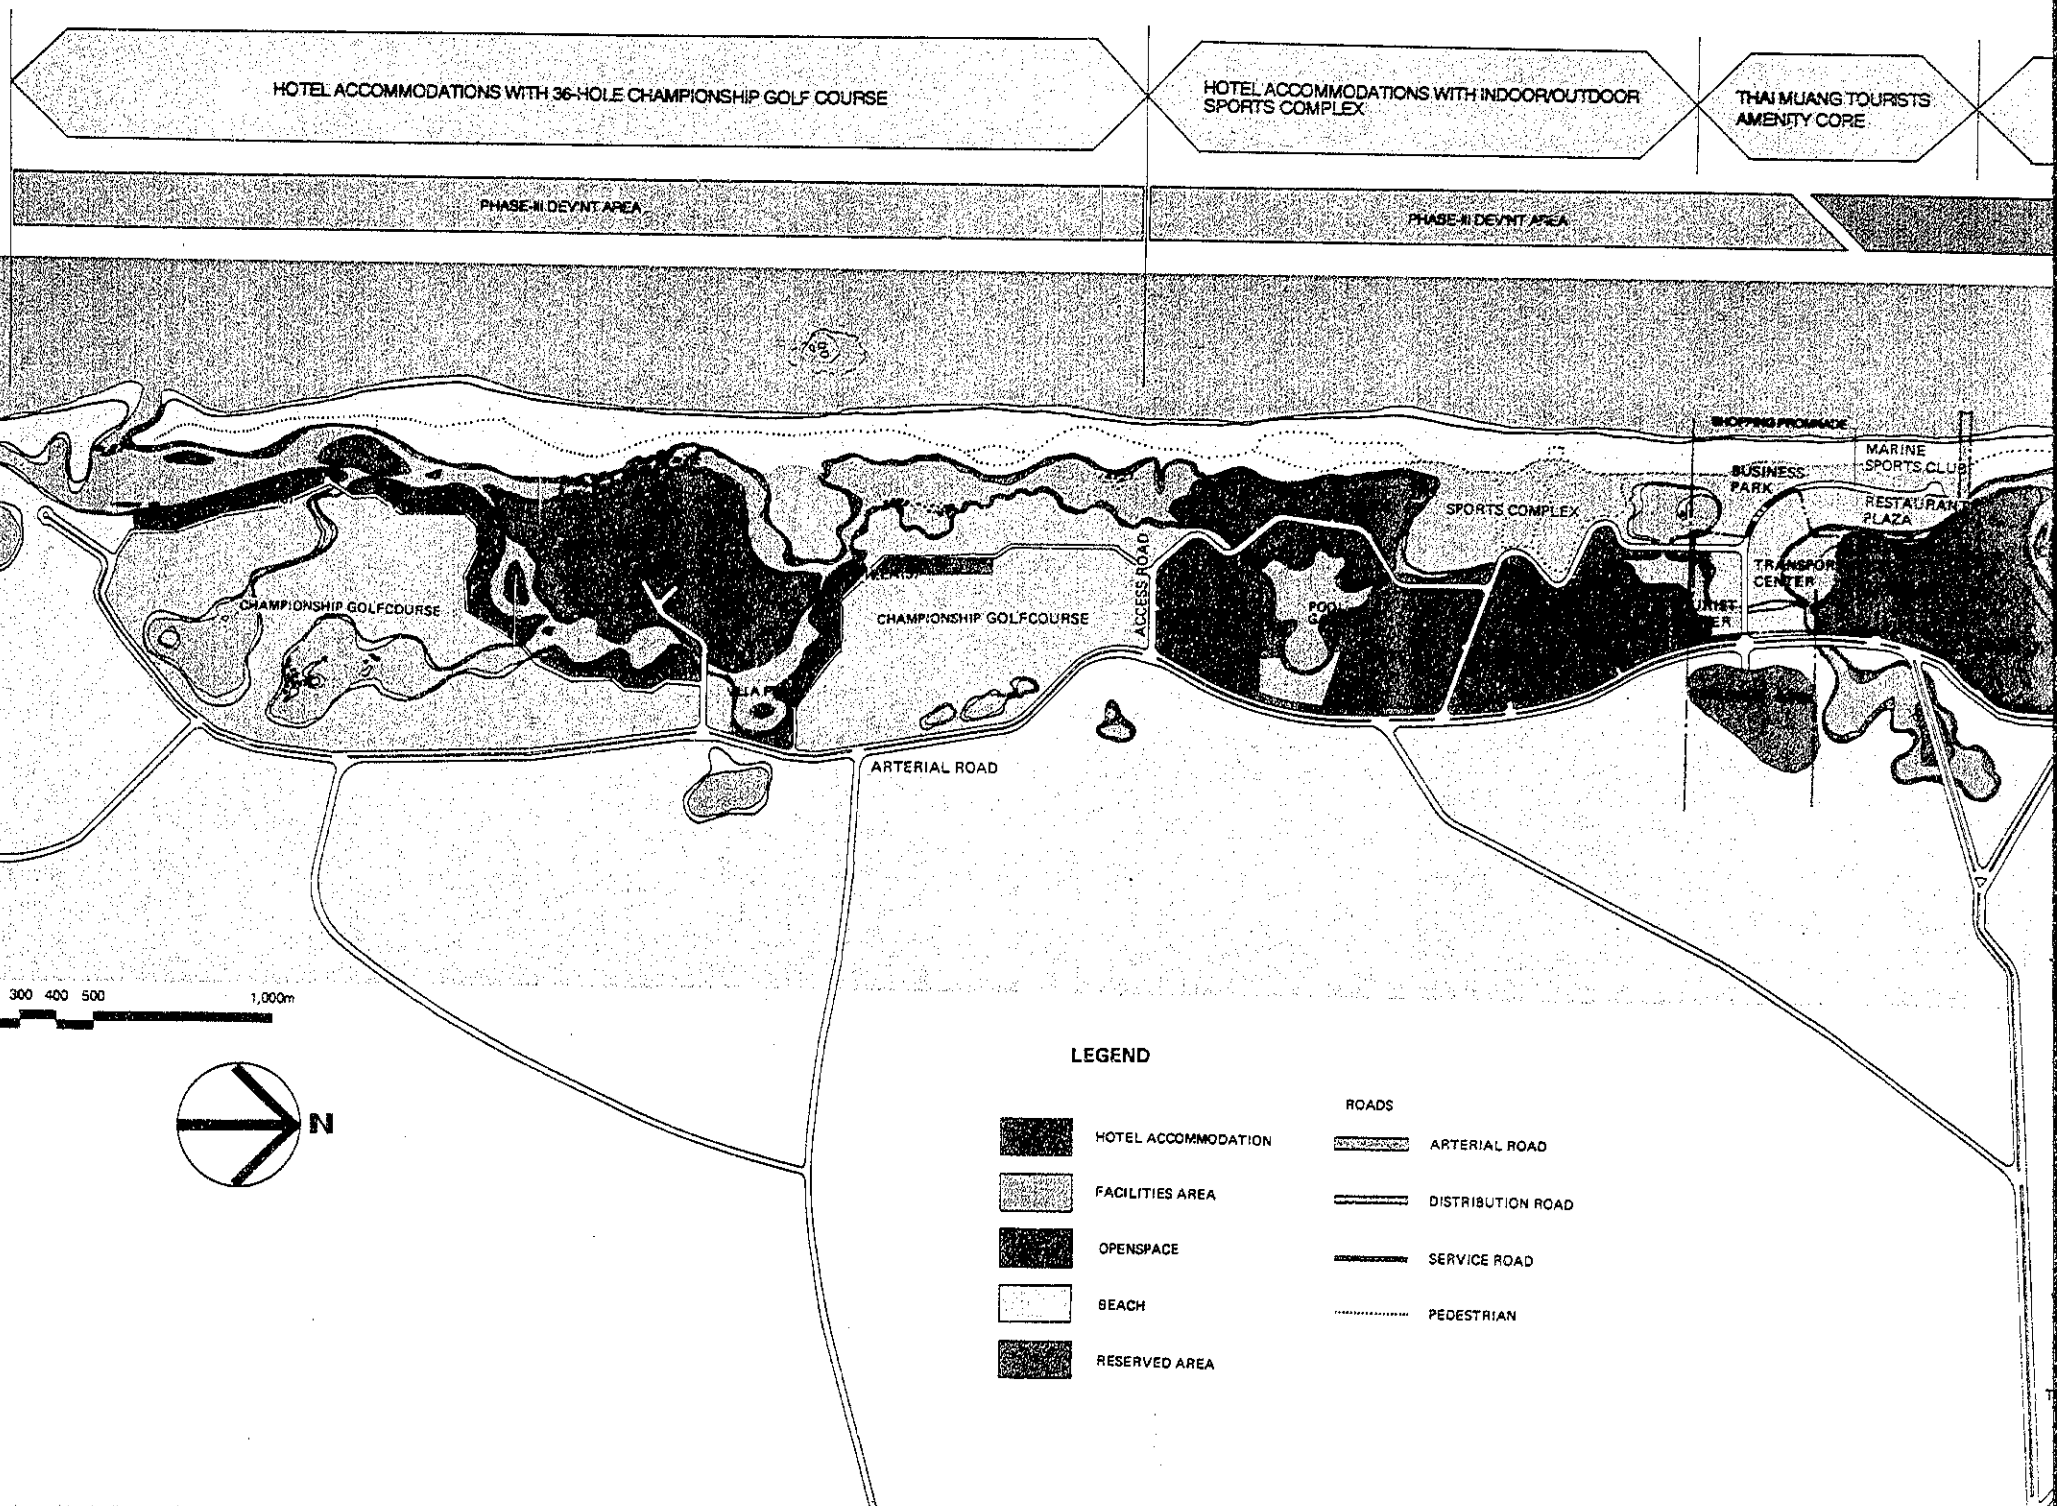 HOTEL ACCOMMODATIONS WITH 36-HOLE CHAMPIONSHIP GOLF COURSE
HOTEL ACCOMMODATIONS WITH INDOOR/OUTDOOR
SPORTS COMPLEX
THAI MUANG TOURISTS
AMENITY CORE
PHASE-III DEV'NT AREA
PHASE-III DEV'NT AREA
SHOPPING PROMNADE
MARINE
SPORTS CLUB
BUSINESS
PARK
RESTAURANT
PLAZA
SPORTS COMPLEX
TRANSPOR
CENTER
ACCESS ROAD
CHAMPIONSHIP GOLFCOURSE
CHAMPIONSHIP GOLFCOURSE
ARTERIAL ROAD
300 400 500 1,000m
N
LEGEND
HOTEL ACCOMMODATION
FACILITIES AREA
OPENSPACE
BEACH
RESERVED AREA
ROADS
ARTERIAL ROAD
DISTRIBUTION ROAD
SERVICE ROAD
PEDESTRIAN